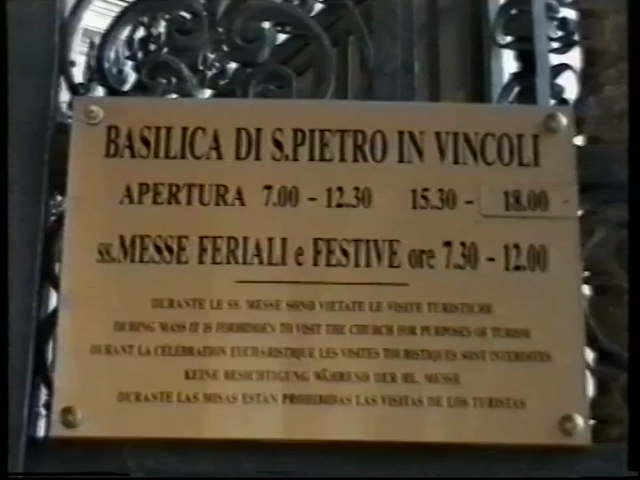 BASILICA DI S.PIETRO IN VINCOLI
APERTURA 7.00 - 12.30 15.30 - 18.00
ss.MESSE FERIALI e FESTIVE ore 7.30 - 12.00
DURANTE LE SS. MESSE SONO VIETATE LE VISITE TURISTICHE
DURING MASS IT IS FORBIDDEN TO VISIT THE CHURCH FOR PURPOSES OF TURISM
DURANT LA CELEBRATION EUCHARISTIQUE LES VISITES TOURISTIQUES SONT INTERDITES
KEINE BESICHTIGUNG WÄHREND DER HL. MESSE
DURANTE LAS MISAS ESTAN PROHIBIDAS LAS VISITAS DE LOS TURISTAS